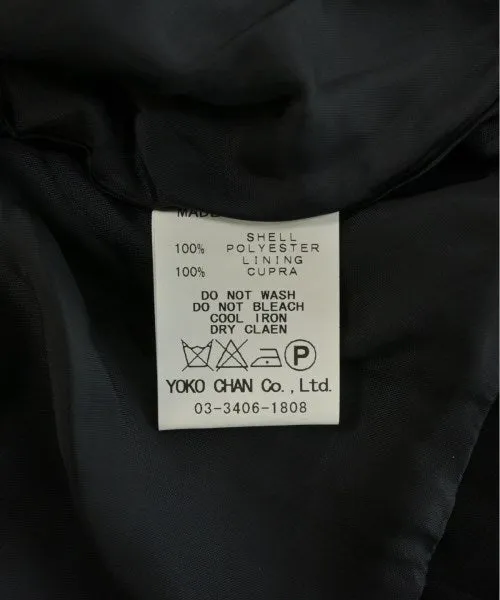 MADE
SHELL
100% POLYESTER
LINING
100% CUPRA
DO NOT WASH
DO NOT BLEACH
COOL IRON
DRY CLAEN
P
YOKO CHAN Co., Ltd.
03-3406-1808